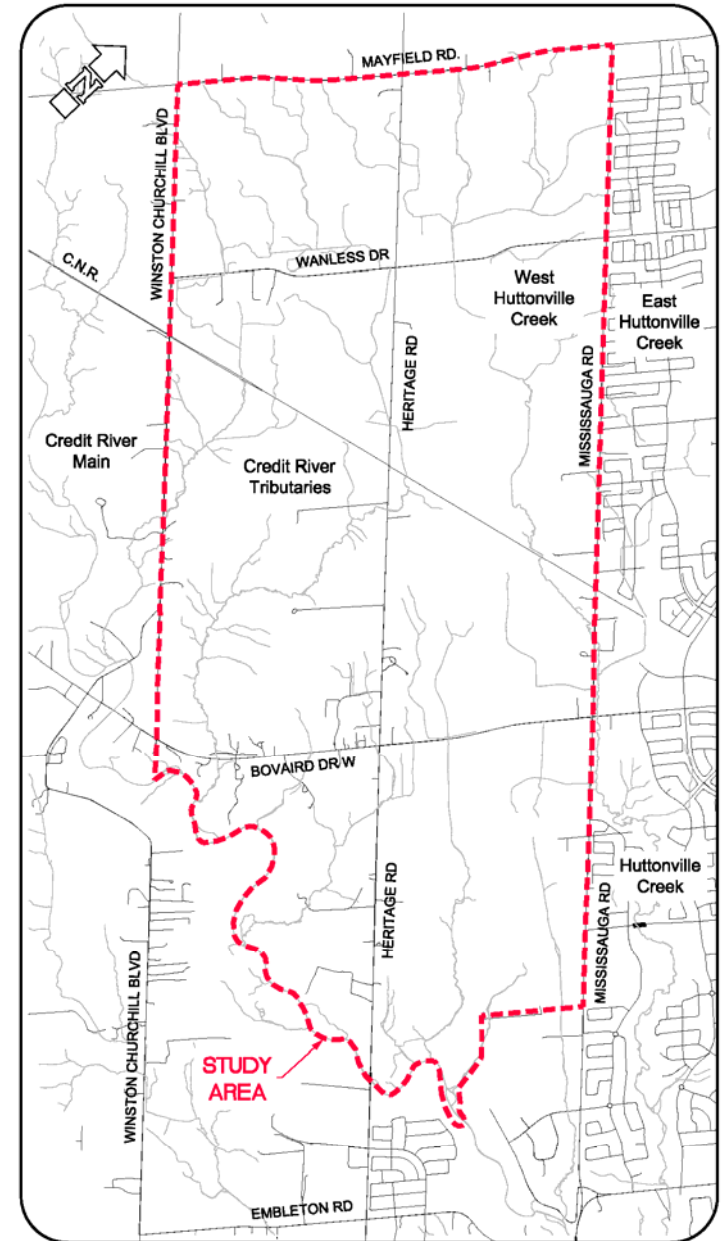 MAYFIELD RD.
N
WINSTON CHURCHILL BLVD
C.N.R.
WANLESS DR
West
Huttonville
Creek
East
Huttonville
Creek
HERITAGE RD
MISSISSAUGA RD
Credit River
Main
Credit River
Tributaries
BOVAIRD DR W
Huttonville
Creek
HERITAGE RD
MISSISSAUGA RD
WINSTON CHURCHILL BLVD
STUDY
AREA
EMBLETON RD